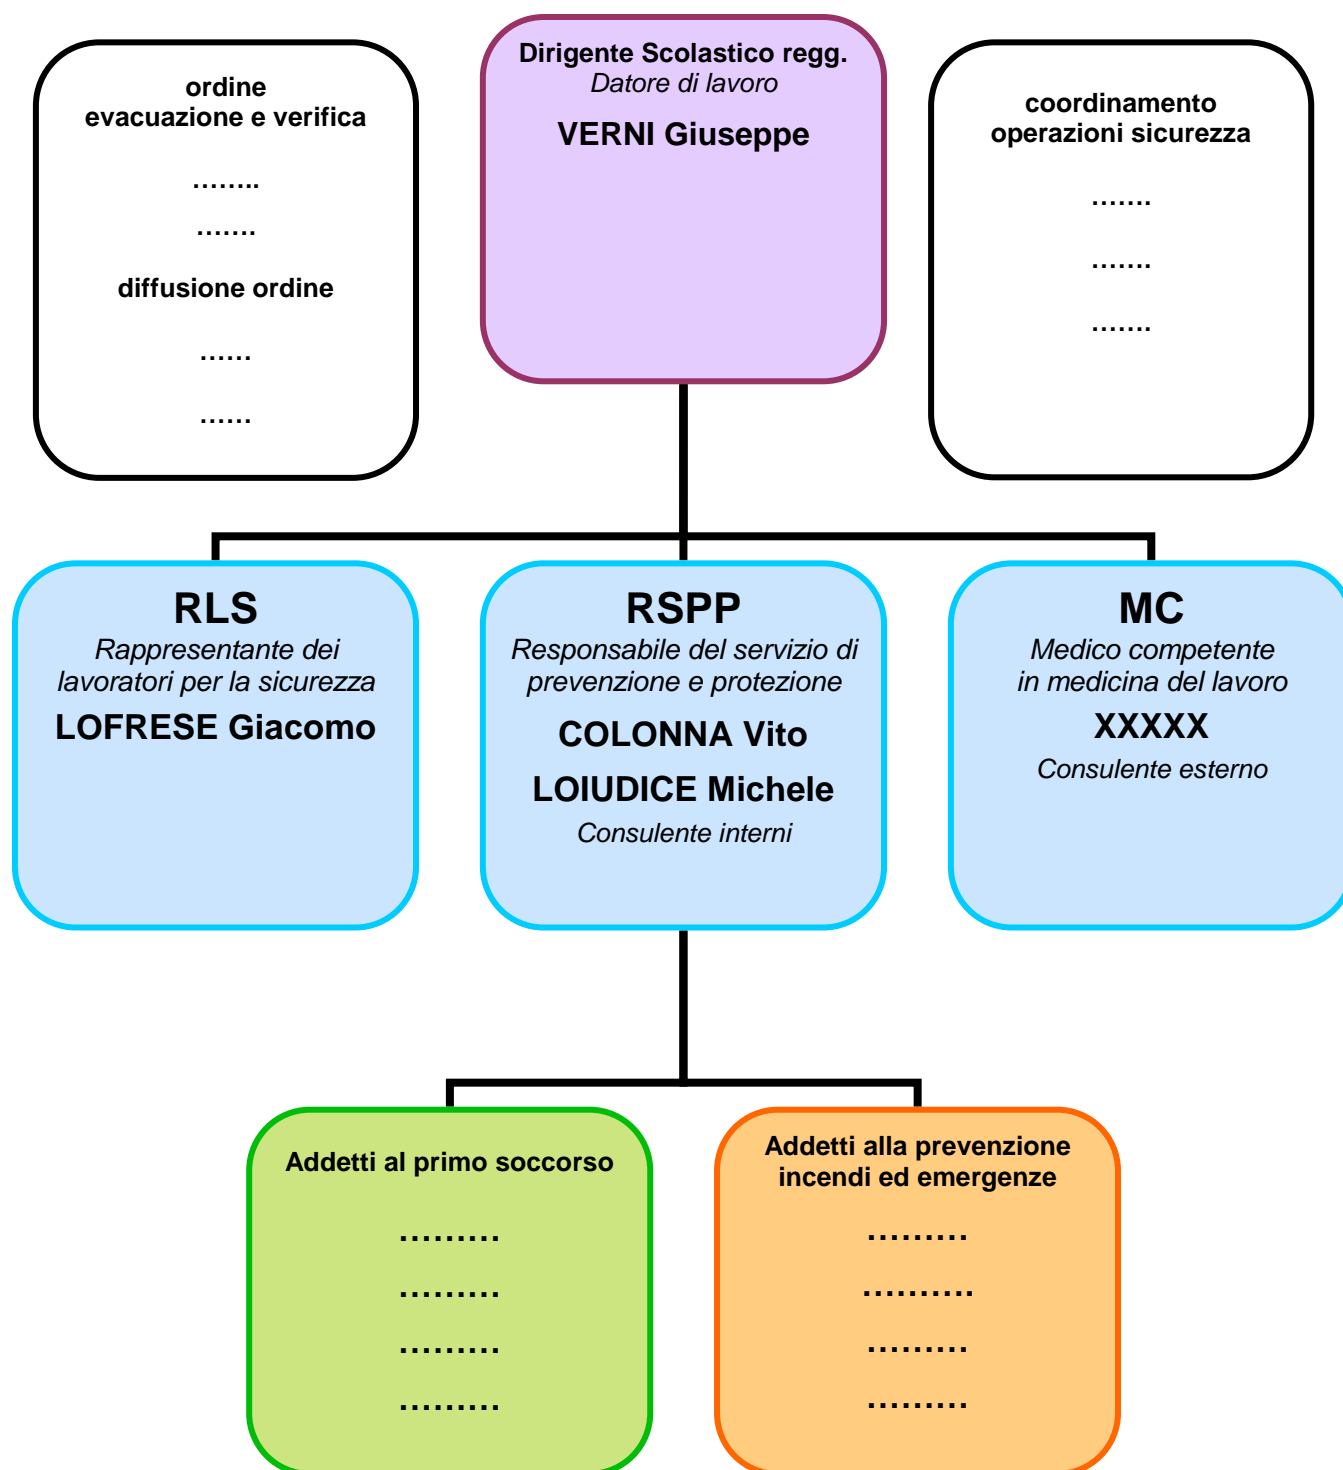 ordine
evacuazione e verifica
……..
…….
diffusione ordine
……
……
Dirigente Scolastico regg.
Datore di lavoro
VERNI Giuseppe
coordinamento
operazioni sicurezza
…….
…….
…….
RLS
Rappresentante dei
lavoratori per la sicurezza
LOFRESE Giacomo
RSPP
Responsabile del servizio di
prevenzione e protezione
COLONNA Vito
LOIUDICE Michele
Consulente interni
MC
Medico competente
in medicina del lavoro
XXXXX
Consulente esterno
Addetti al primo soccorso
………
………
………
………
Addetti alla prevenzione
incendi ed emergenze
………
……….
………
………